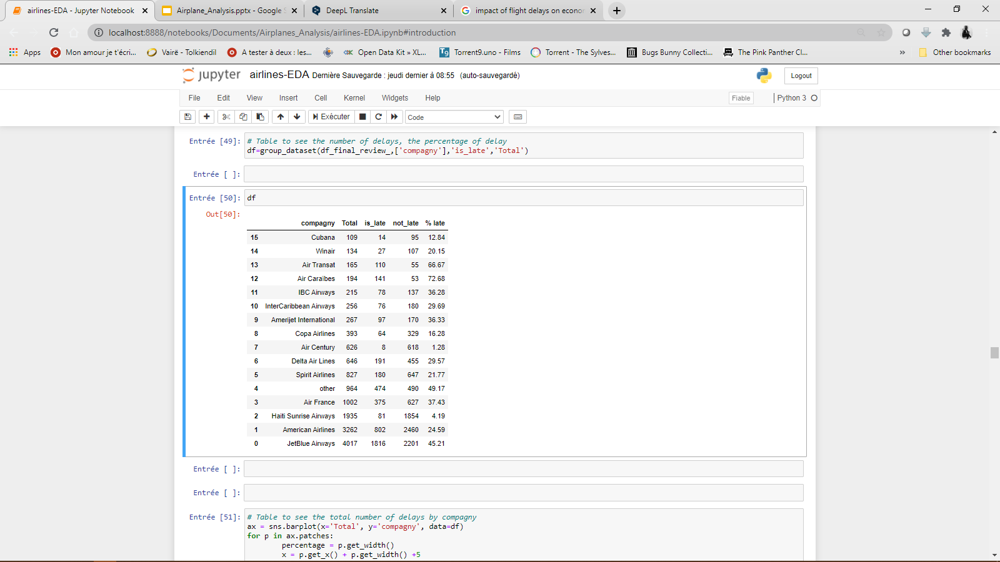 airlines-EDA - Jupyter Notebook
Airplane_Analysis.pptx - Google S
DeepL Translate
impact of flight delays on econo
localhost:8888/notebooks/Documents/Airplanes_Analysis/airlines-EDA.ipynb#introduction
Apps
Mon amour je t'écri...
Vairë - Tolkiendil
A tester à deux : les...
Open Data Kit » XL...
Torrent9.uno - Films
Torrent - The Sylves...
Bugs Bunny Collecti...
The Pink Panther Cl...
»
Other bookmarks
jupyter airlines-EDA Dernière Sauvegarde : jeudi dernier à 08:55 (auto-sauvegardé)
Logout
File Edit View Insert Cell Kernel Widgets Help
Fiable
Python 3
Exécuter
Code
Entrée [49]: # Table to see the number of delays, the percentage of delay
df=group_dataset(df_final_review_,['compagny'],'is_late','Total')
Entrée [ ]:
Entrée [50]: df
Out[50]:
compagny Total is_late not_late % late
15 Cubana 109 14 95 12.84
14 Winair 134 27 107 20.15
13 Air Transat 165 110 55 66.67
12 Air Caraïbes 194 141 53 72.68
11 IBC Airways 215 78 137 36.28
10 InterCaribbean Airways 256 76 180 29.69
9 Amerijet International 267 97 170 36.33
8 Copa Airlines 393 64 329 16.28
7 Air Century 626 8 618 1.28
6 Delta Air Lines 646 191 455 29.57
5 Spirit Airlines 827 180 647 21.77
4 other 964 474 490 49.17
3 Air France 1002 375 627 37.43
2 Haiti Sunrise Airways 1935 81 1854 4.19
1 American Airlines 3262 802 2460 24.59
0 JetBlue Airways 4017 1816 2201 45.21
Entrée [ ]:
Entrée [ ]:
Entrée [51]: # Table to see the total number of delays by compagny
ax = sns.barplot(x='Total', y='compagny', data=df)
for p in ax.patches:
percentage = p.get_width()
x = p.get_x() + p.get_width() +5